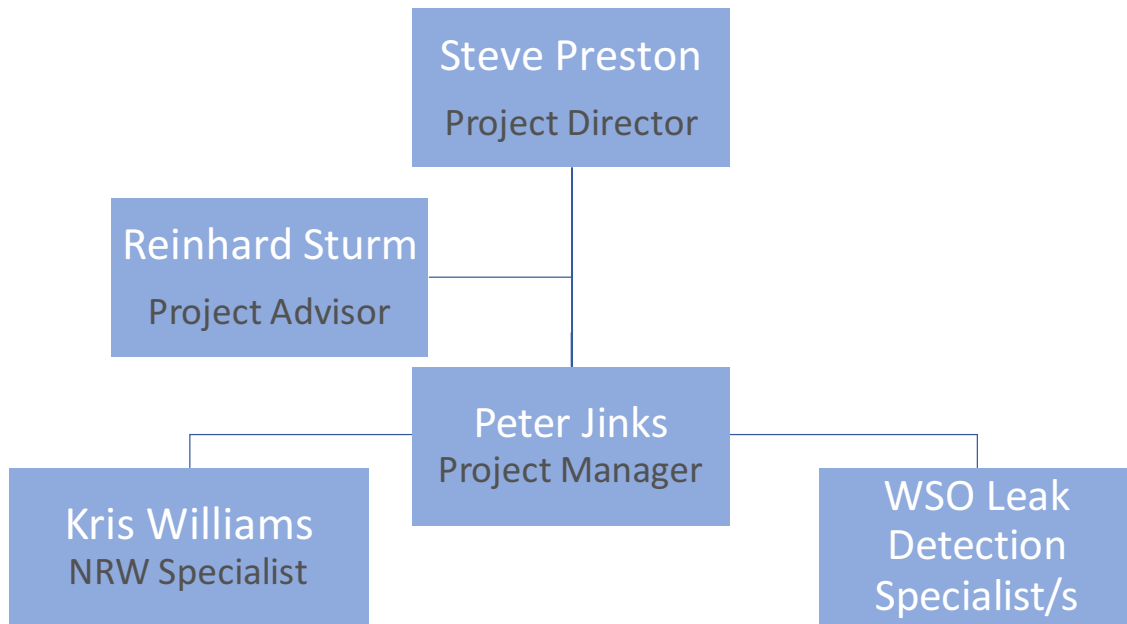 Steve Preston
Project Director
Reinhard Sturm
Project Advisor
Peter Jinks
Project Manager
Kris Williams
NRW Specialist
WSO Leak
Detection
Specialist/s